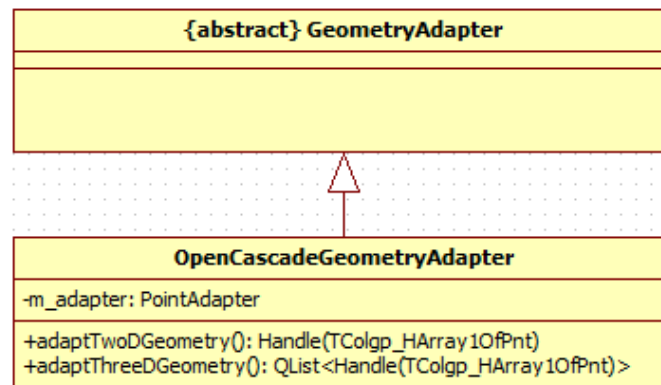 {abstract} GeometryAdapter
OpenCascadeGeometryAdapter
-m_adapter: PointAdapter
+adaptTwoDGeometry(): Handle(TColgp_HArray1OfPnt)
+adaptThreeDGeometry(): QList<Handle(TColgp_HArray1OfPnt)>